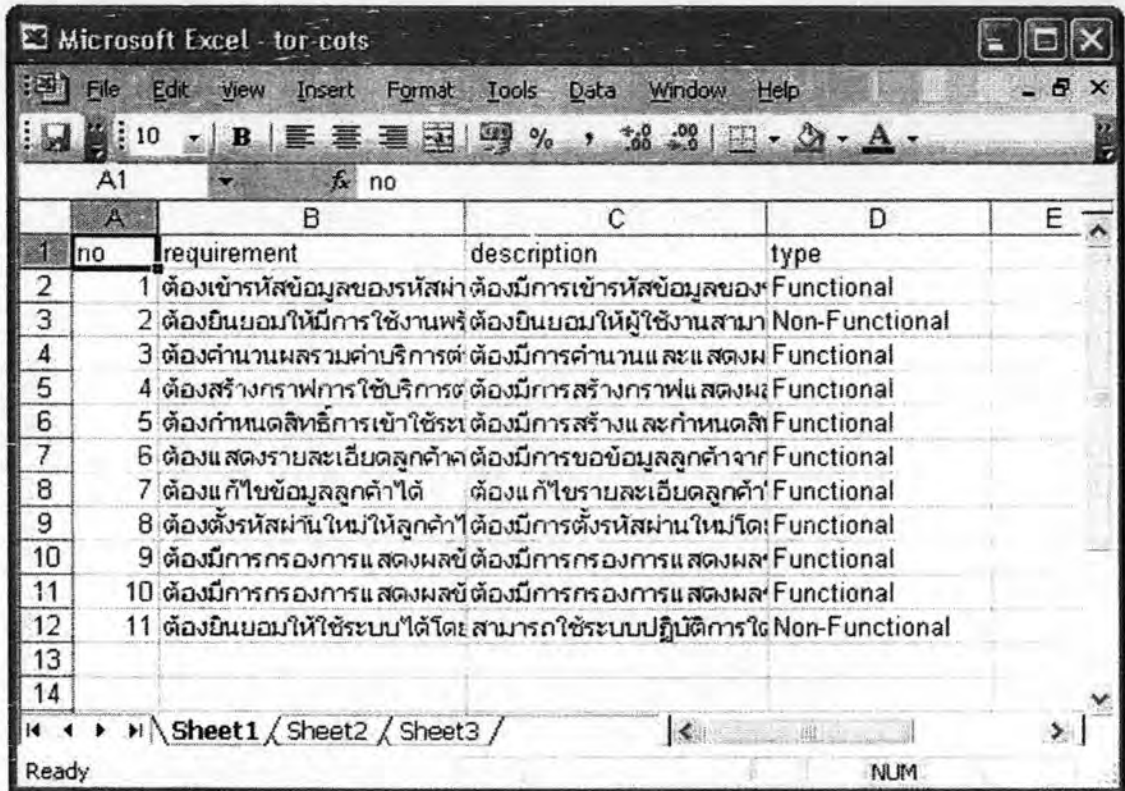 Microsoft Excel - tor-cots
File Edit View Insert Format Tools Data Window Help
10 B % , .00 .00 A
A1 fx no
A B C D E
1 no requirement description type
2 1 ต้องเข้ารหัสข้อมูลของรหัสผ่า ต้องมีการเข้ารหัสข้อมูลของ Functional
3 2 ต้องยินยอมให้มีการใช้งานพร้ ต้องยินยอมให้ผู้ใช้งานสามา Non-Functional
4 3 ต้องคำนวนผลรวมค่าบริการต่ ต้องมีการคำนวนและแสดงผ Functional
5 4 ต้องสร้างกราฟการใช้บริการต ต้องมีการสร้างกราฟแสดงผล Functional
6 5 ต้องกำหนดสิทธิ์การเข้าใช้ระบ ต้องมีการสร้างและกำหนดสิ Functional
7 6 ต้องแสดงรายละเอียดลูกค้าต ต้องมีการขอข้อมูลลูกค้าจาก Functional
8 7 ต้องแก้ไขข้อมูลลูกค้าได้ ต้องแก้ไขรายละเอียดลูกค้า Functional
9 8 ต้องตั้งรหัสผ่านใหม่ให้ลูกค้าไ ต้องมีการตั้งรหัสผ่านใหม่โด Functional
10 9 ต้องมีการกรองการแสดงผลข้ ต้องมีการกรองการแสดงผล Functional
11 10 ต้องมีการกรองการแสดงผลข้ ต้องมีการกรองการแสดงผล Functional
12 11 ต้องยินยอมให้ใช้ระบบได้โดย สามารถใช้ระบบปฏิบัติการใด Non-Functional
13
14
Sheet1 Sheet2 Sheet3
Ready NUM